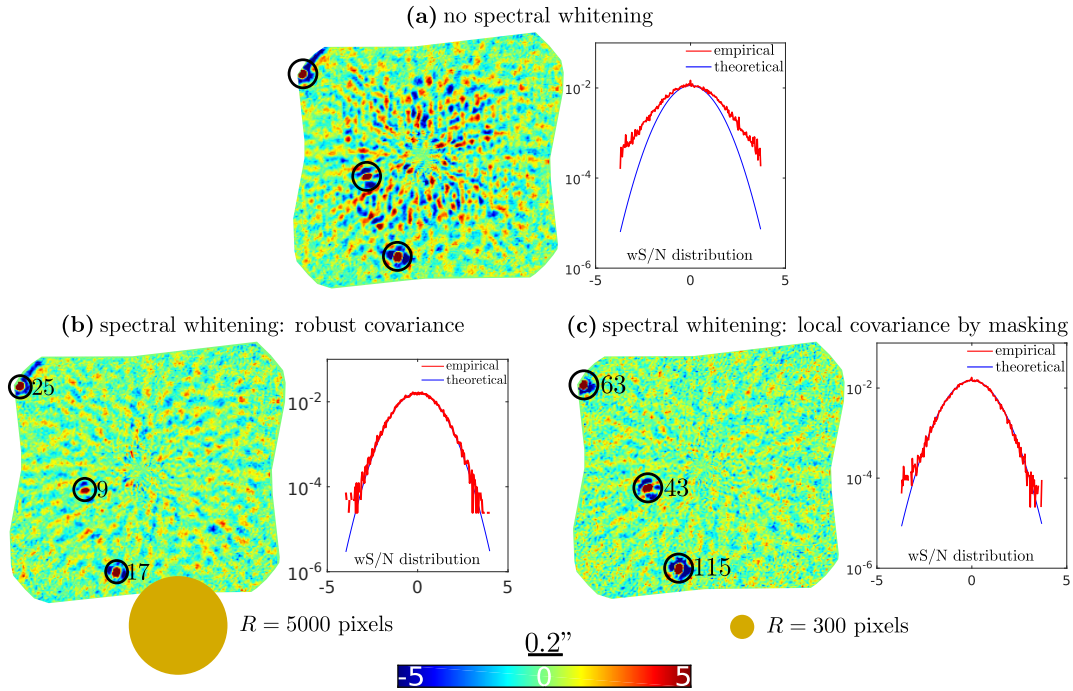 (a) no spectral whitening
empirical
theoretical
10-2
10-4
10-6
wS/N distribution
-5 0 5
(b) spectral whitening: robust covariance
25
9
17
empirical
theoretical
10-2
10-4
10-6
wS/N distribution
-5 0 5
R = 5000 pixels
(c) spectral whitening: local covariance by masking
63
43
115
empirical
theoretical
10-2
10-4
10-6
wS/N distribution
-5 0 5
R = 300 pixels
0.2”
-5 0 5